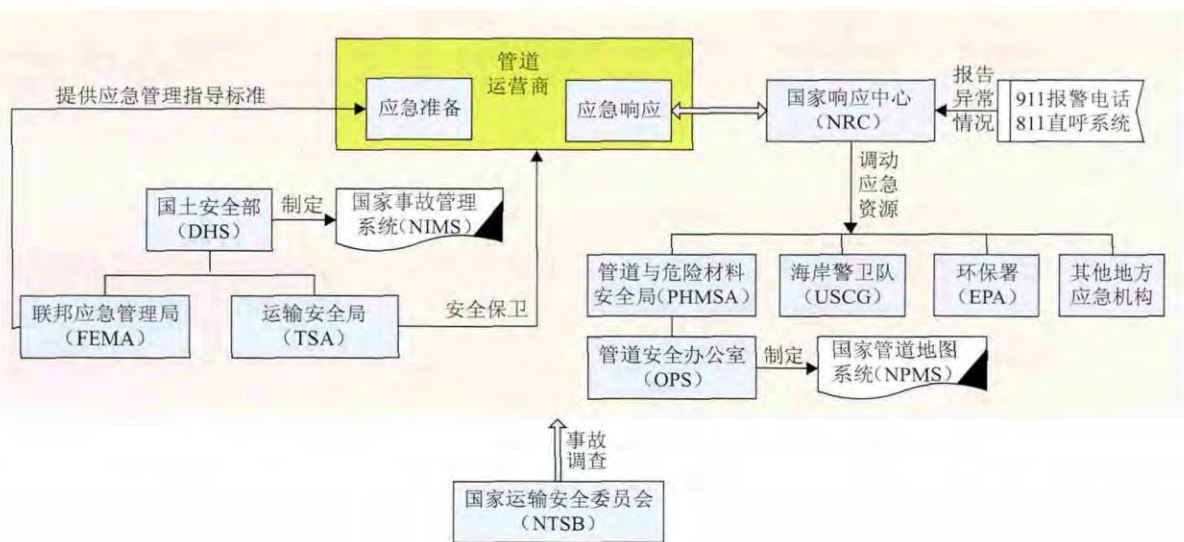 管道
运营商
提供应急管理指导标准
应急准备
应急响应
国家响应中心
(NRC)
报告
异常
情况
911报警电话
811直呼系统
调动
应急
资源
国土安全部
(DHS)
制定
国家事故管理
系统(NIMS)
联邦应急管理局
(FEMA)
运输安全局
(TSA)
安全保卫
管道与危险材料
安全局(PHMSA)
海岸警卫队
(USCG)
环保署
(EPA)
其他地方
应急机构
管道安全办公室
(OPS)
制定
国家管道地图
系统(NPMS)
事故
调查
国家运输安全委员会
(NTSB)